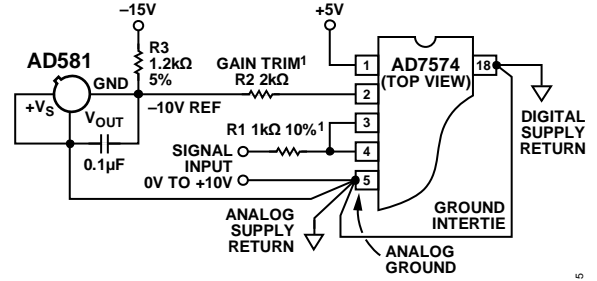 –15V
+5V
AD581
R3
1.2kΩ
5%
GAIN TRIM1
R2 2kΩ
1
AD7574
(TOP VIEW)
18
GND
+VS
–10V REF
2
VOUT
3
DIGITAL
SUPPLY
RETURN
R1 1kΩ 10%1
0.1µF
SIGNAL
INPUT
4
0V TO +10V
5
ANALOG
SUPPLY
RETURN
GROUND
INTERTIE
ANALOG
GROUND